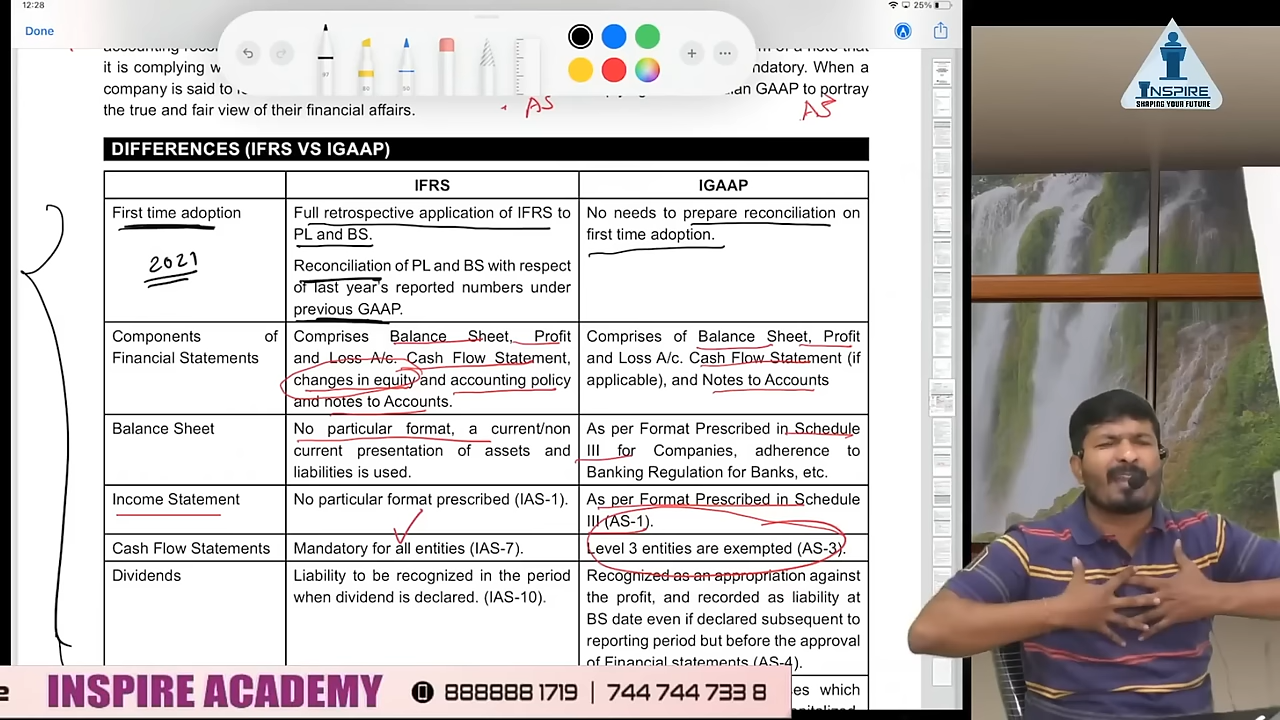 12:28
25%
Done
it is complying w
ndatory. When a
company is said to
ian GAAP to portray
the true and fair view of their financial affairs.
AS
AS
INSPIRE
SHAPING YOUR FUTURE
DIFFERENCES (IFRS VS IGAAP)
IFRS
IGAAP
First time adoption
2021
Full retrospective application of IFRS to
PL and BS.
Reconciliation of PL and BS with respect
of last year's reported numbers under
previous GAAP.
No needs to prepare reconciliation on
first time adoption.
Components of
Financial Statements
Comprises Balance Sheet, Profit
and Loss A/c. Cash Flow Statement,
changes in equity and accounting policy
and notes to Accounts.
Comprises of Balance Sheet, Profit
and Loss A/c. Cash Flow Statement (if
applicable), and Notes to Accounts
Balance Sheet
No particular format, a current/non
current presentation of assets and
liabilities is used.
As per Format Prescribed in Schedule
III for Companies, adherence to
Banking Regulation for Banks, etc.
Income Statement
No particular format prescribed (IAS-1).
As per Format Prescribed in Schedule
III (AS-1).
Cash Flow Statements
Mandatory for all entities (IAS-7).
Level 3 entities are exempted (AS-3).
Dividends
Liability to be recognized in the period
when dividend is declared. (IAS-10).
Recognized as an appropriation against
the profit, and recorded as liability at
BS date even if declared subsequent to
reporting period but before the approval
of Financial statements (AS-4).
es which
INSPIRE ACADEMY 888888 1719 | 744 744 733 8